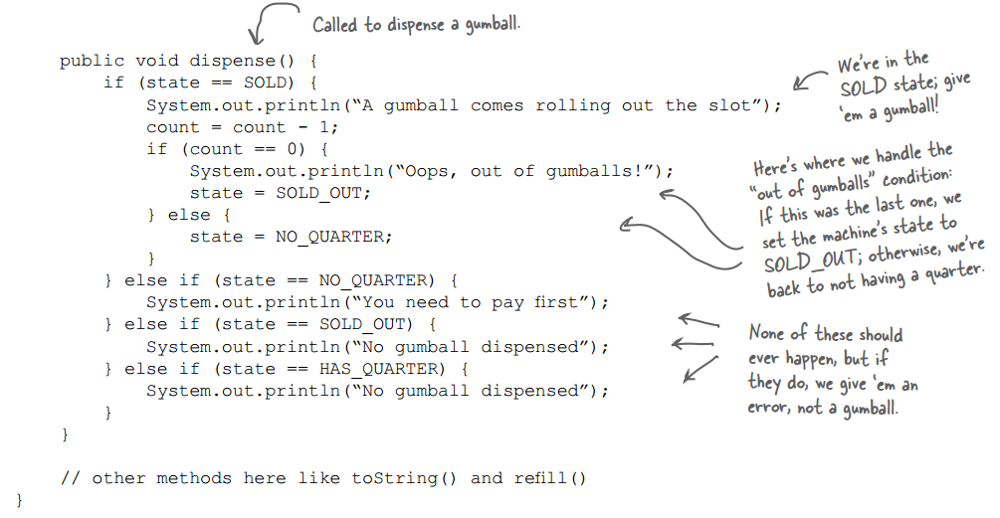 Called to dispense a gumball.
public void dispense() {
if (state == SOLD) {
System.out.println(“A gumball comes rolling out the slot”);
count = count - 1;
if (count == 0) {
System.out.println(“Oops, out of gumballs!”);
state = SOLD_OUT;
} else {
state = NO_QUARTER;
}
} else if (state == NO_QUARTER) {
System.out.println(“You need to pay first”);
} else if (state == SOLD_OUT) {
System.out.println(“No gumball dispensed”);
} else if (state == HAS_QUARTER) {
System.out.println(“No gumball dispensed”);
}
}
// other methods here like toString() and refill()
}
We're in the
SOLD state; give
'em a gumball!
Here's where we handle the
“out of gumballs” condition:
If this was the last one, we
set the machine's state to
SOLD_OUT; otherwise, we're
back to not having a quarter.
None of these should
ever happen, but if
they do, we give 'em an
error, not a gumball.